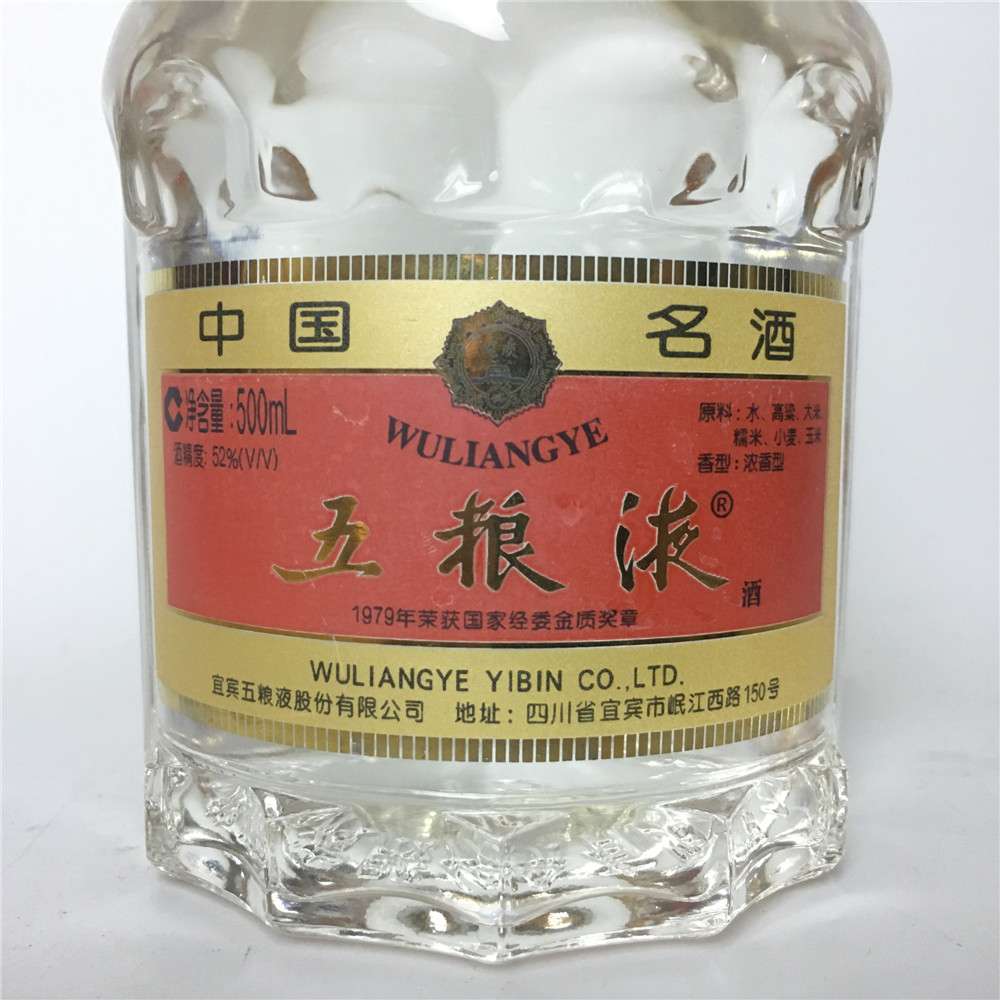 中国 名酒
WULIANGYE
净含量:500mL
酒精度: 52%(V/V)
原料:水、高粱、大米、
糯米、小麦、玉米
香型:浓香型
五粮液®
酒
1979年荣获国家经委金质奖章
WULIANGYE YIBIN CO.,LTD.
宜宾五粮液股份有限公司 地址:四川省宜宾市岷江西路150号